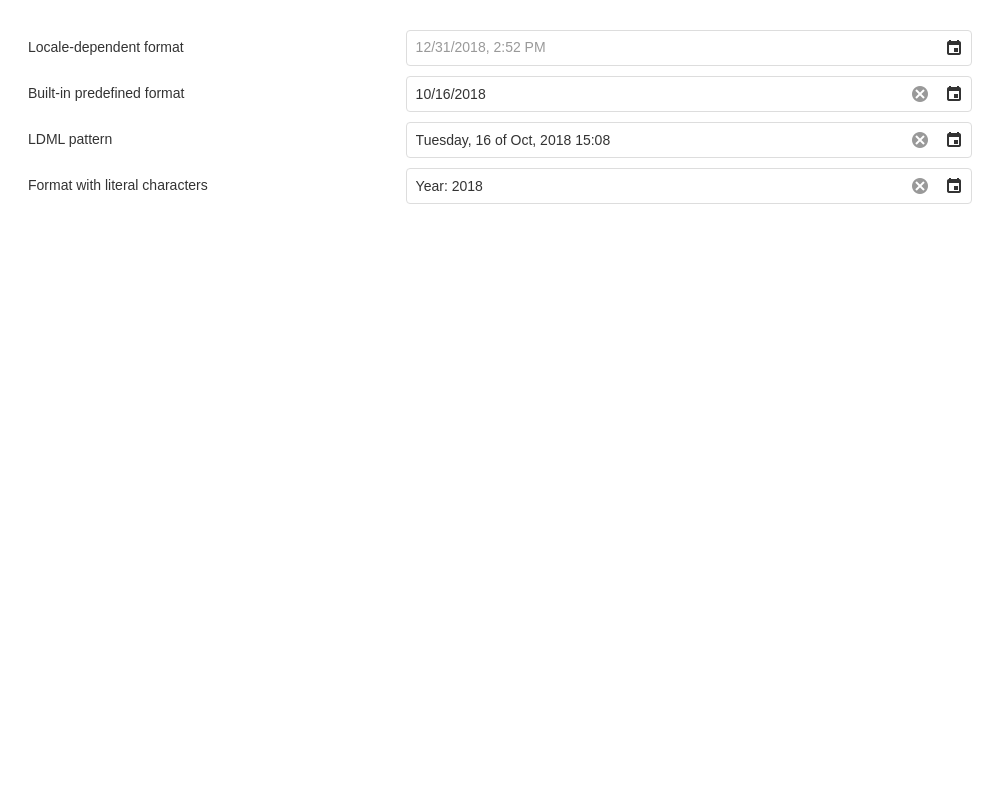 Locale-dependent format
12/31/2018, 2:52 PM
Built-in predefined format
10/16/2018
LDML pattern
Tuesday, 16 of Oct, 2018 15:08
Format with literal characters
Year: 2018